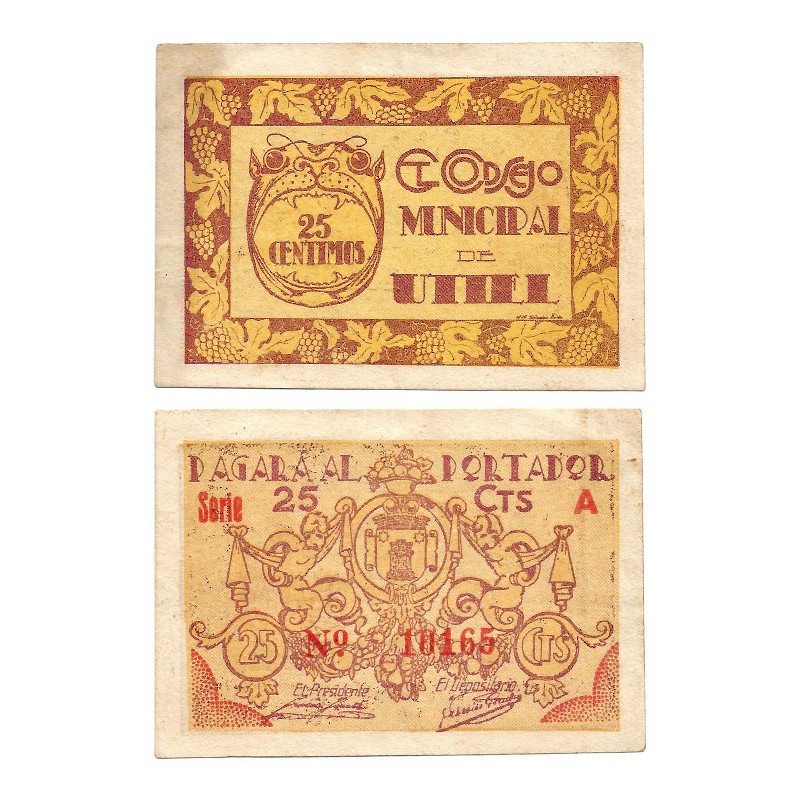 25
CENTIMOS
El Consejo
MUNICIPAL
DE
UTIEL
PAGARA AL PORTADOR
Serie 25 CTS A
Nº 10165
25 CTS
El Presidente El Depositario